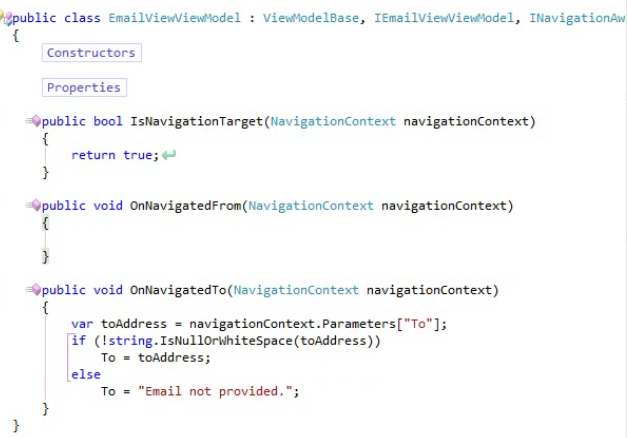 public class EmailViewViewModel : ViewModelBase, IEmailViewViewModel, INavigationAw
{
Constructors
Properties
public bool IsNavigationTarget(NavigationContext navigationContext)
{
return true;
}
public void OnNavigatedFrom(NavigationContext navigationContext)
{
}
public void OnNavigatedTo(NavigationContext navigationContext)
{
var toAddress = navigationContext.Parameters["To"];
if (!string.IsNullOrWhiteSpace(toAddress))
To = toAddress;
else
To = "Email not provided.";
}
}